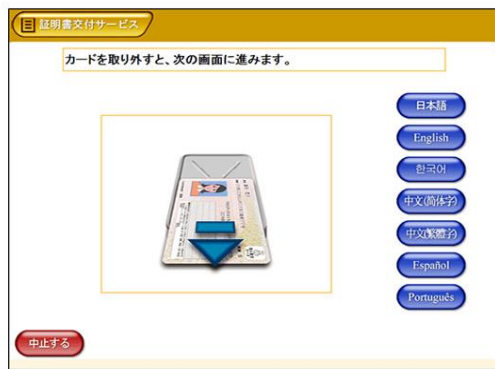 証明書交付サービス
カードを取り外すと、次の画面に進みます。
日本語
English
한국어
中文(简体字)
中文(繁體字)
Español
Português
中止する